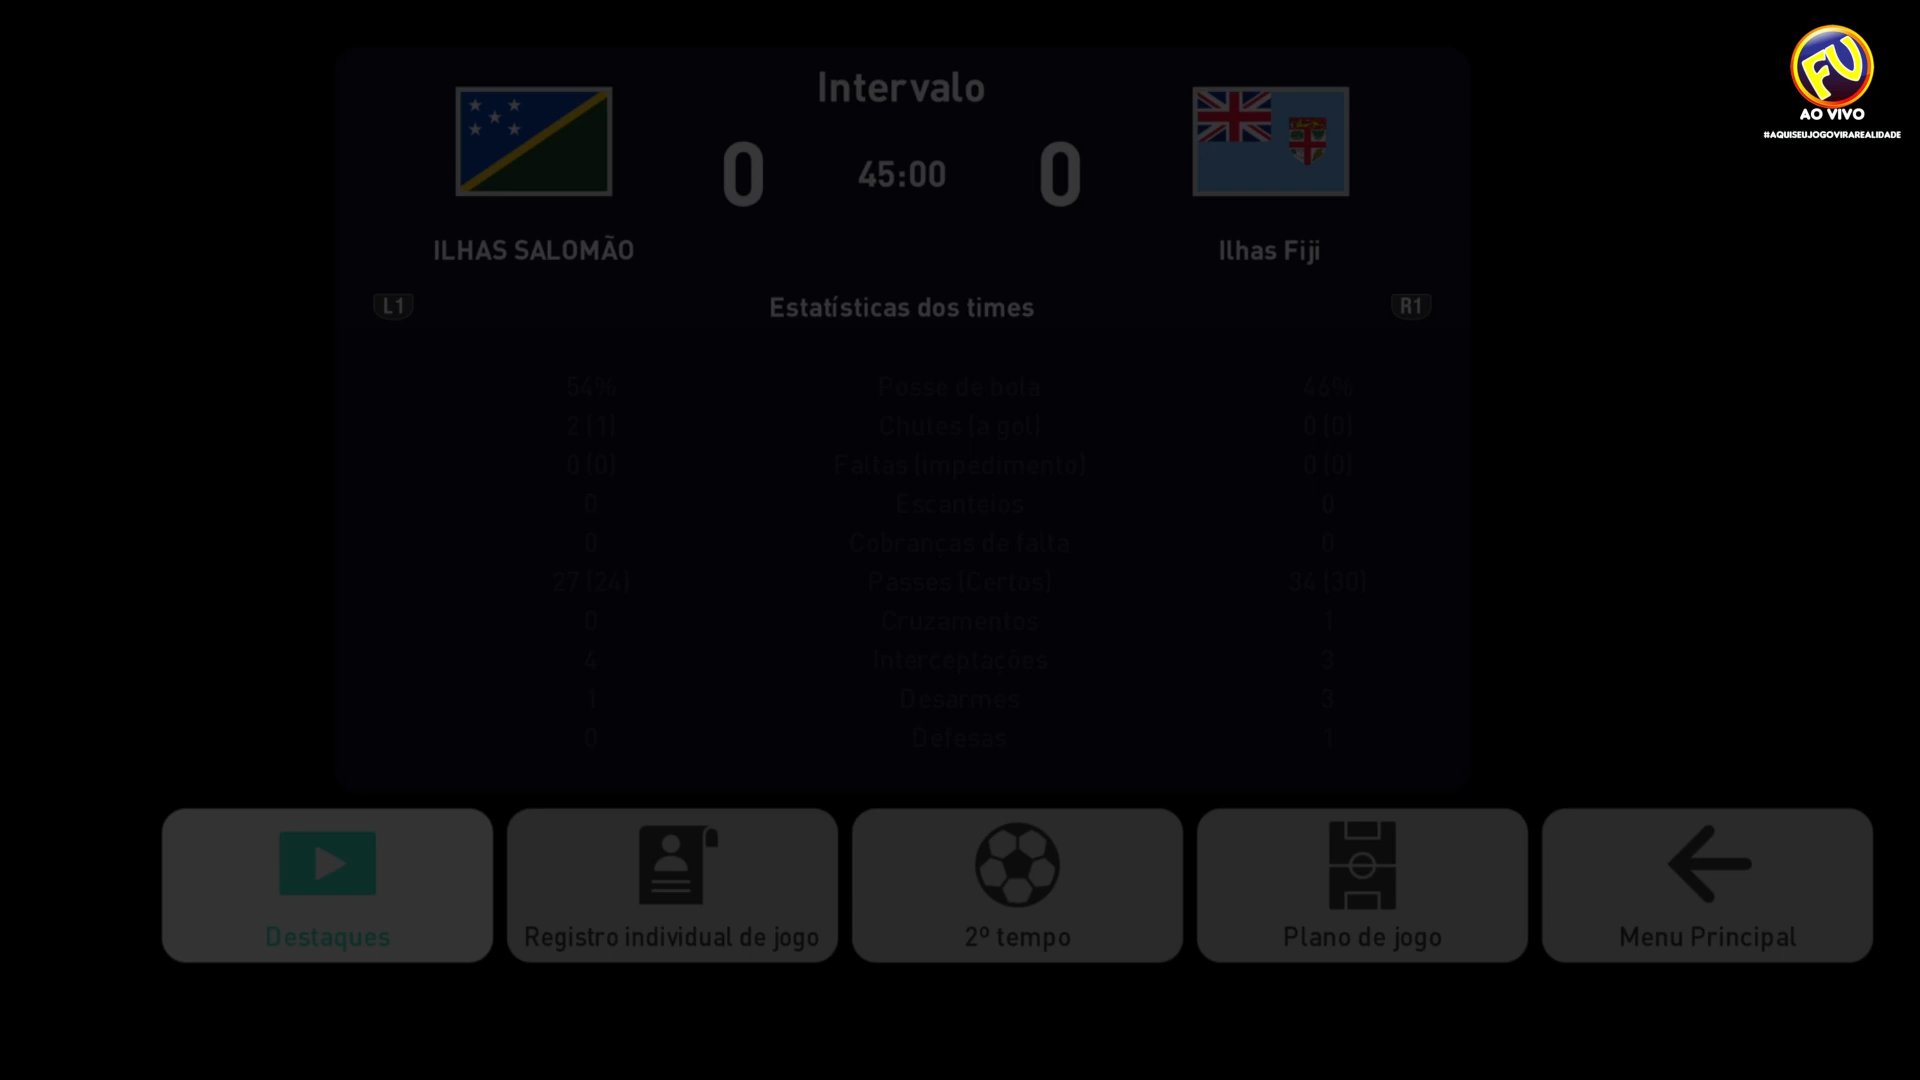 FU
AO VIVO
#AQUISEUJOGOVIRAREALIDADE
Intervalo
0 45:00 0
ILHAS SALOMÃO Ilhas Fiji
L1 Estatísticas dos times R1
54% Posse de bola 46%
2 (1) Chutes (a gol) 0 (0)
0 (0) Faltas (impedimento) 0 (0)
0 Escanteios 0
0 Cobranças de falta 0
27 (24) Passes (Certos) 34 (30)
0 Cruzamentos 1
4 Interceptações 3
1 Desarmes 3
0 Defesas 1
Destaques
Registro individual de jogo
2º tempo
Plano de jogo
Menu Principal